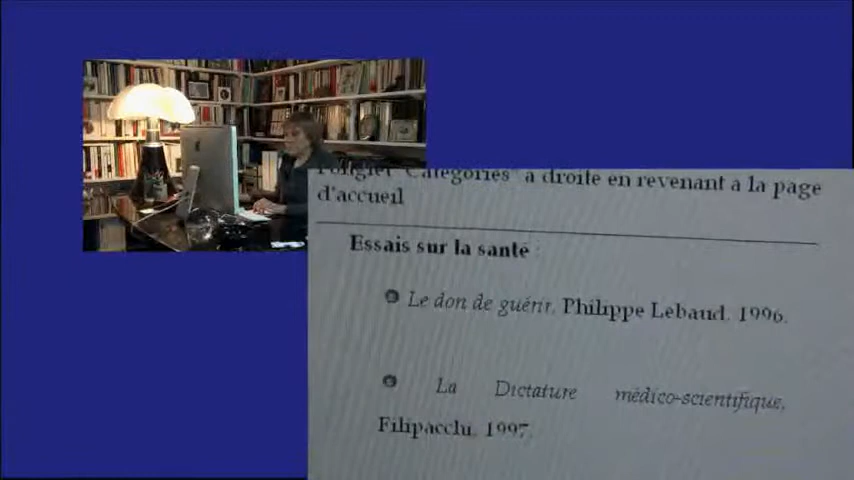 l'onglet "Catégories" à droite en revenant à la page
d'accueil
Essais sur la santé :
Le don de guérir, Philippe Lebaud, 1996.
La Dictature médico-scientifique,
Filipacchi, 1997.